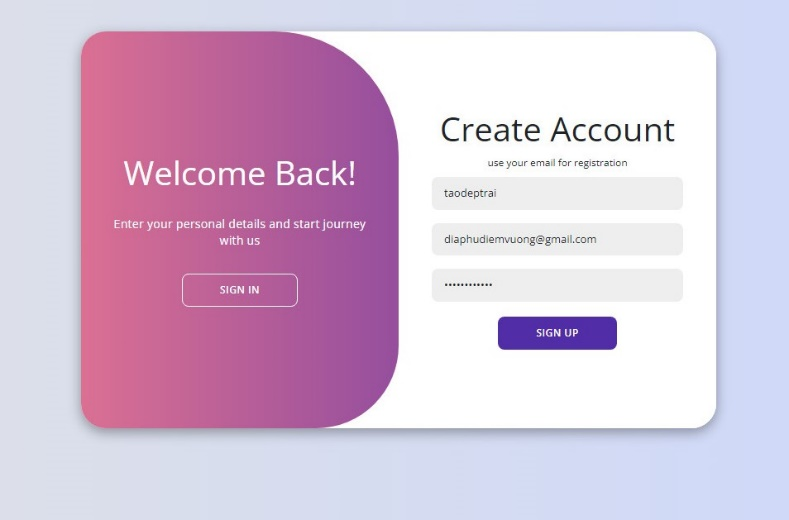 Welcome Back!
Enter your personal details and start journey
with us
SIGN IN
Create Account
use your email for registration
taodeptrai
diaphudiemvuong@gmail.com
••••••••••••
SIGN UP